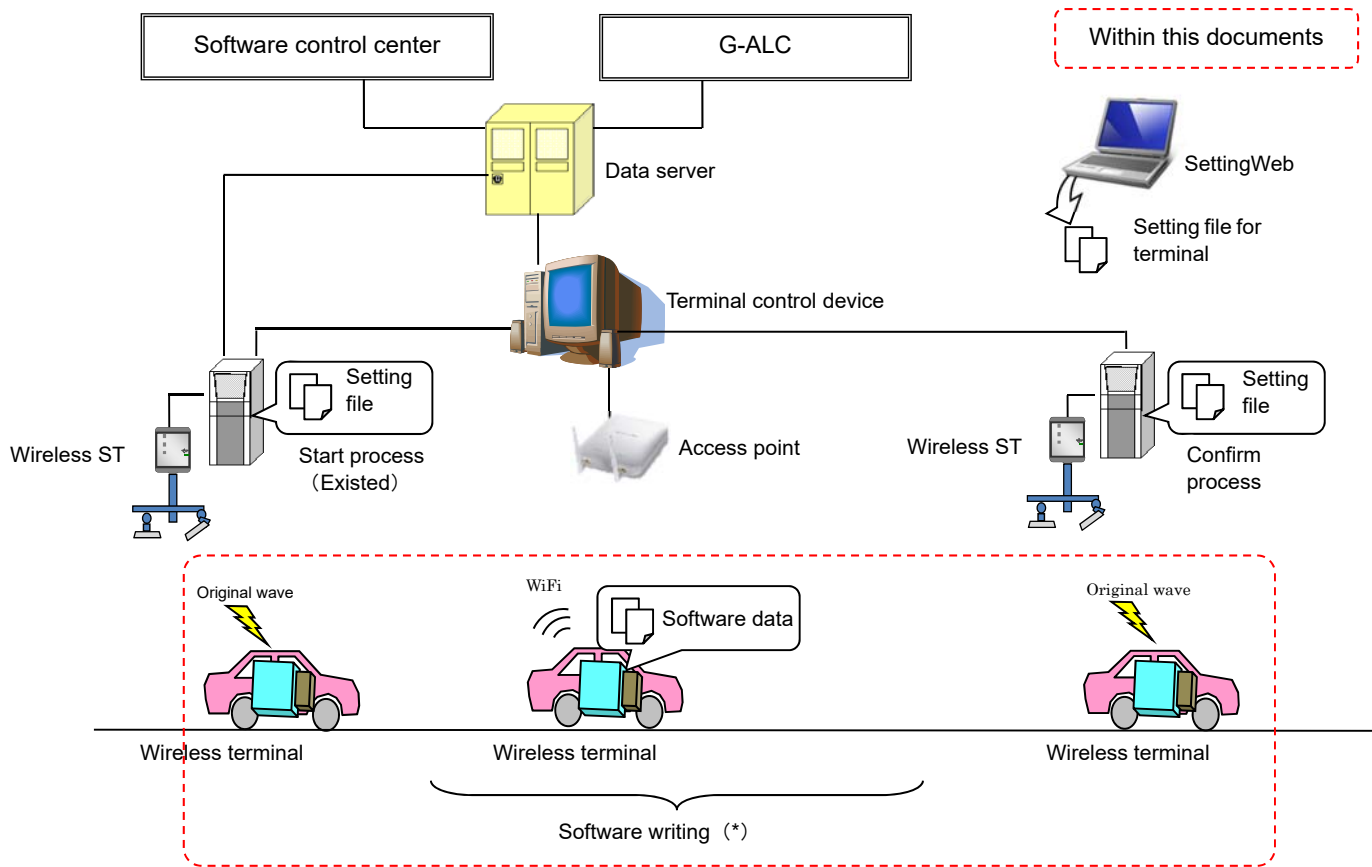 Software control center
G-ALC
Within this documents
Data server
SettingWeb
Setting file for
terminal
Terminal control device
Setting
file
Setting
file
Wireless ST
Start process
（Existed）
Access point
Wireless ST
Confirm
process
Original wave
WiFi
Software data
Original wave
Wireless terminal
Wireless terminal
Wireless terminal
Software writing（*）